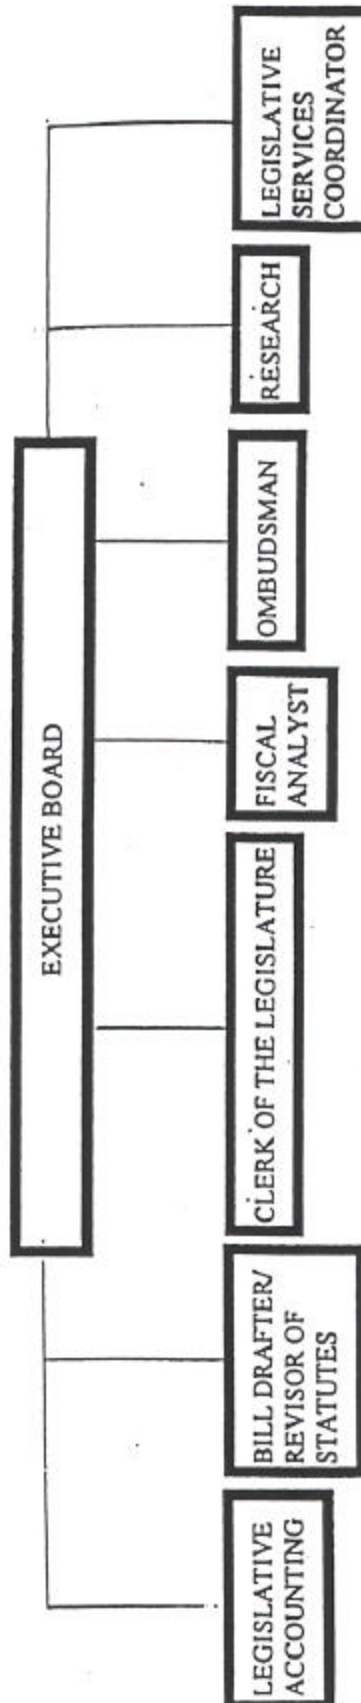 EXECUTIVE BOARD
LEGISLATIVE
ACCOUNTING
BILL DRAFTER/
REVISOR OF
STATUTES
CLERK OF THE LEGISLATURE
FISCAL
ANALYST
OMBUDSMAN
RESEARCH
LEGISLATIVE
SERVICES
COORDINATOR